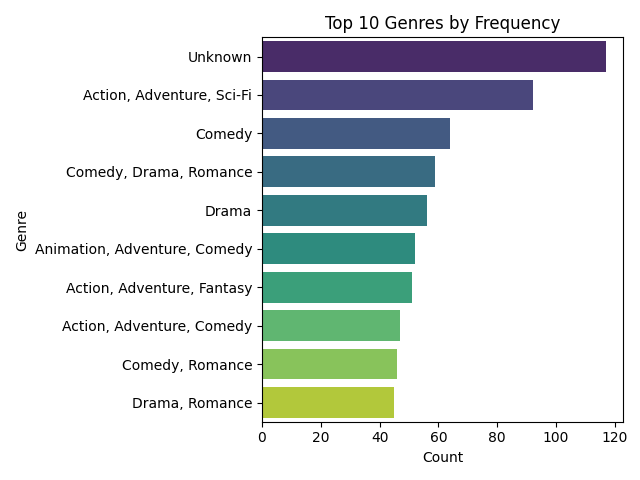 Top 10 Genres by Frequency
Unknown
Action, Adventure, Sci-Fi
Comedy
Comedy, Drama, Romance
Drama
Animation, Adventure, Comedy
Action, Adventure, Fantasy
Action, Adventure, Comedy
Comedy, Romance
Drama, Romance
Genre
0 20 40 60 80 100 120
Count